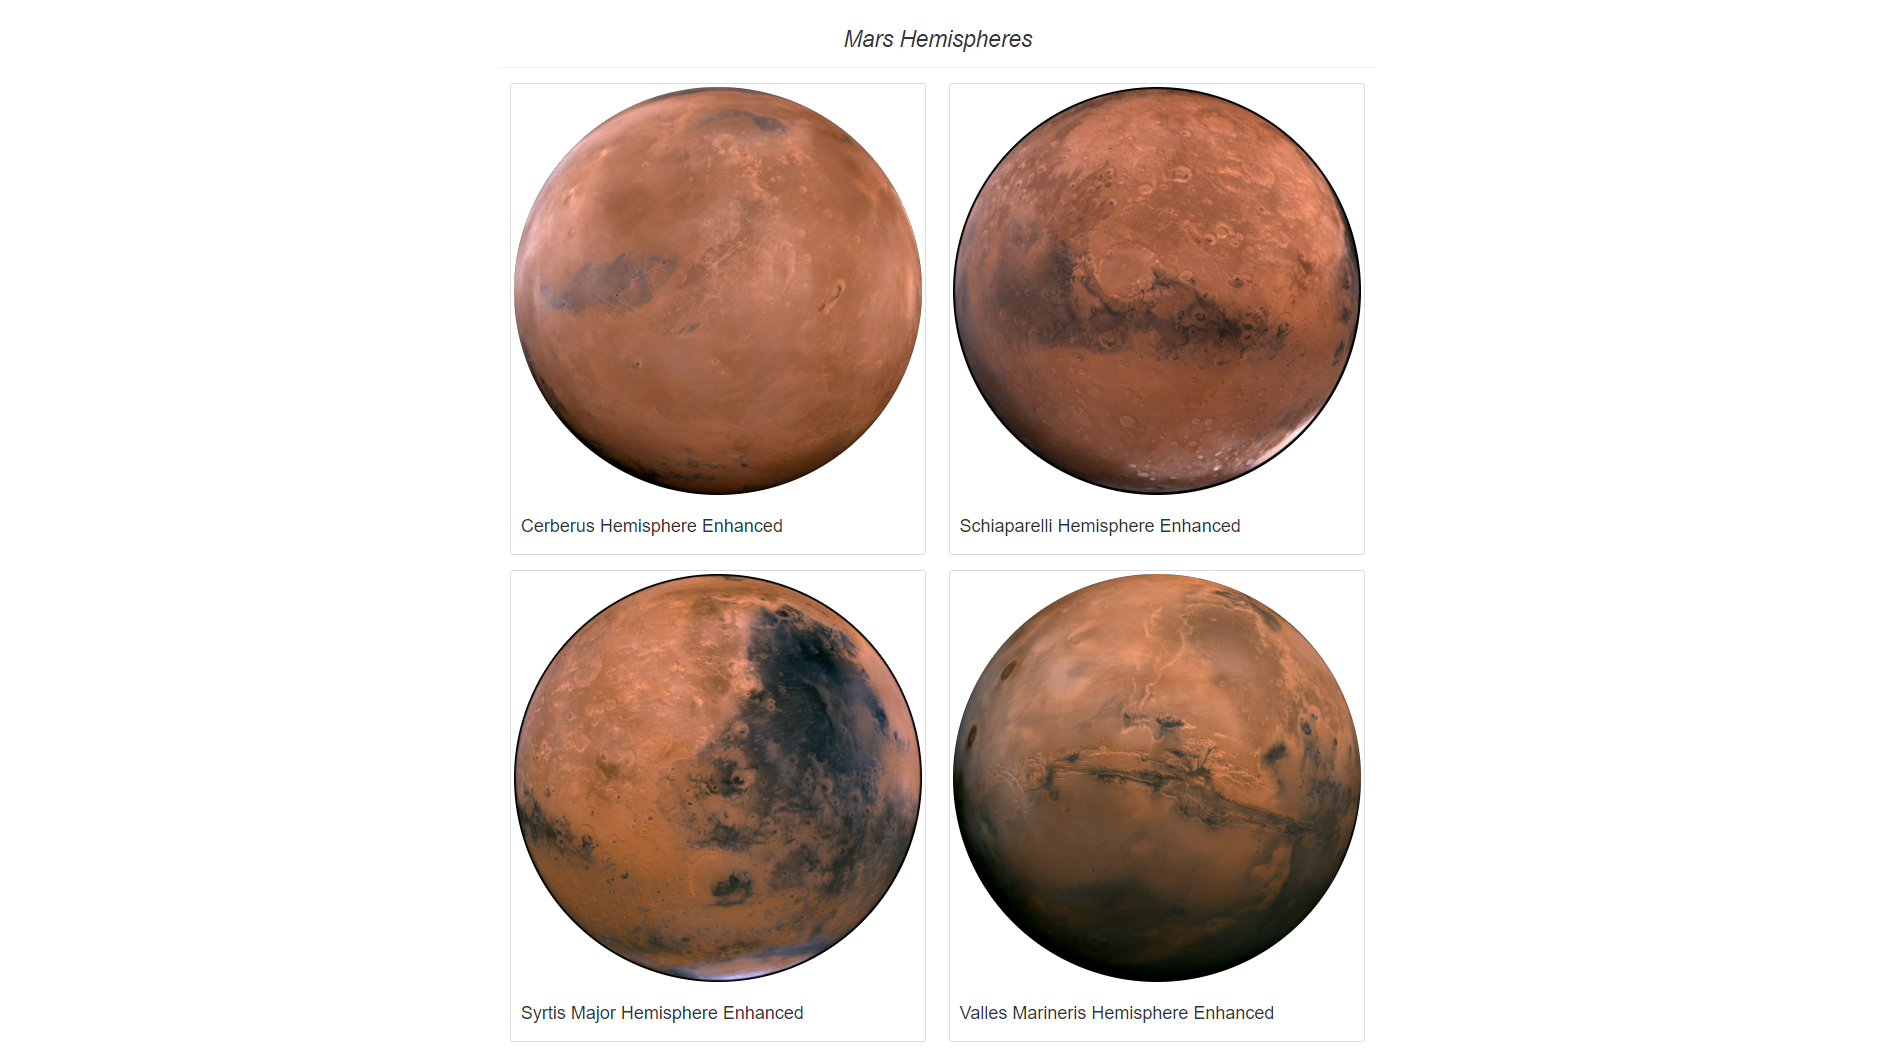 Mars Hemispheres
Cerberus Hemisphere Enhanced
Schiaparelli Hemisphere Enhanced
Syrtis Major Hemisphere Enhanced
Valles Marineris Hemisphere Enhanced